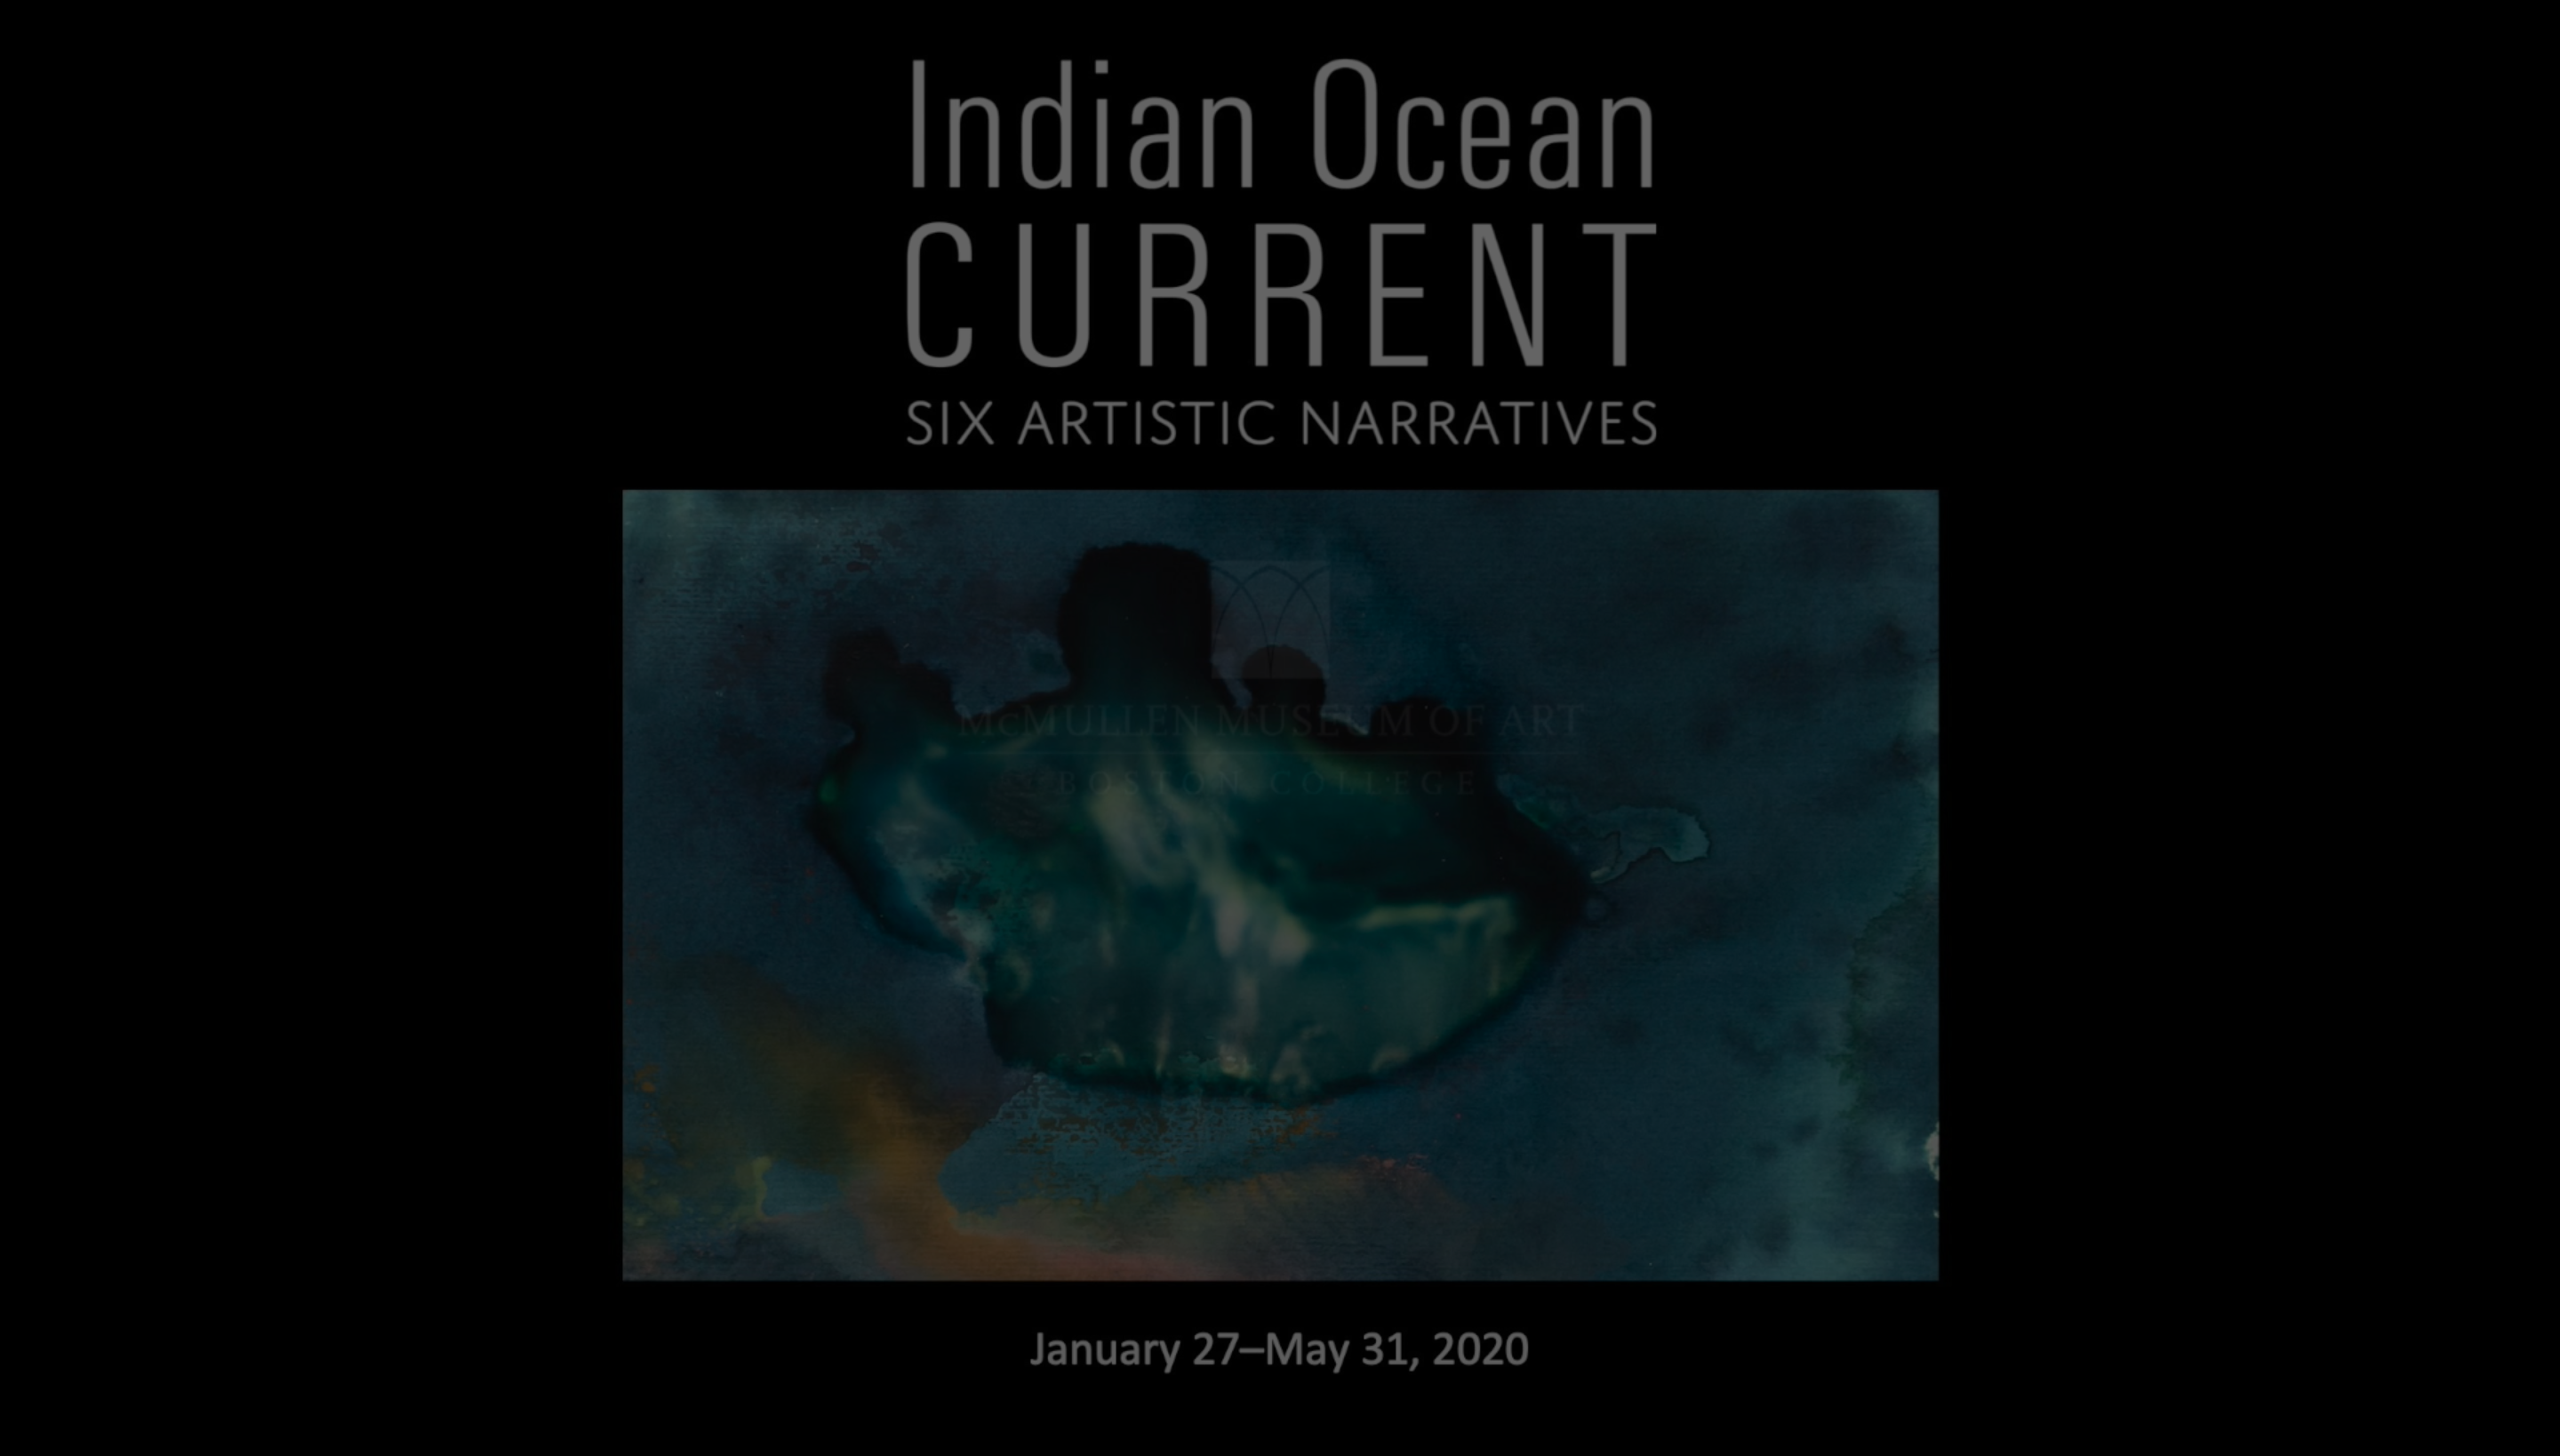 Indian Ocean
CURRENT
SIX ARTISTIC NARRATIVES
McMULLEN MUSEUM OF ART
BOSTON COLLEGE
January 27–May 31, 2020